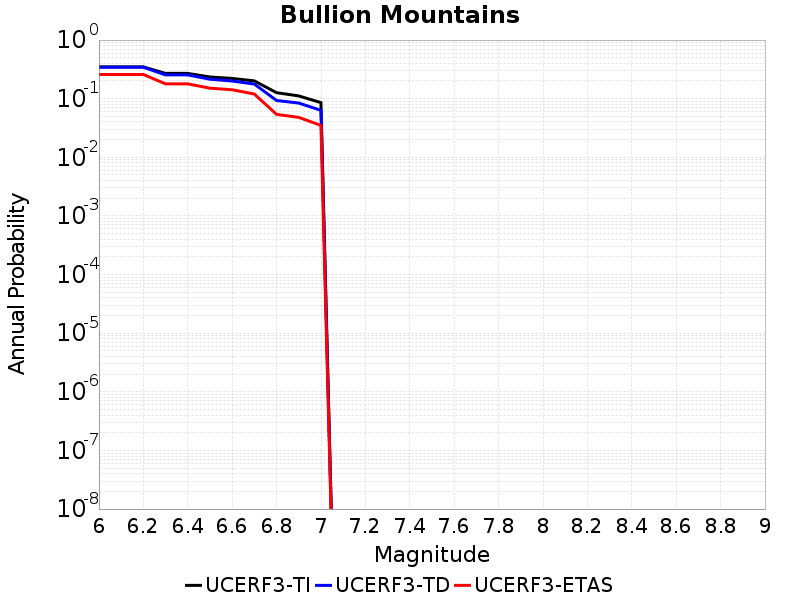 Bullion Mountains
Annual Probability
10^0
10^-1
10^-2
10^-3
10^-4
10^-5
10^-6
10^-7
10^-8
6 6.2 6.4 6.6 6.8 7 7.2 7.4 7.6 7.8 8 8.2 8.4 8.6 8.8 9
Magnitude
UCERF3-TI UCERF3-TD UCERF3-ETAS